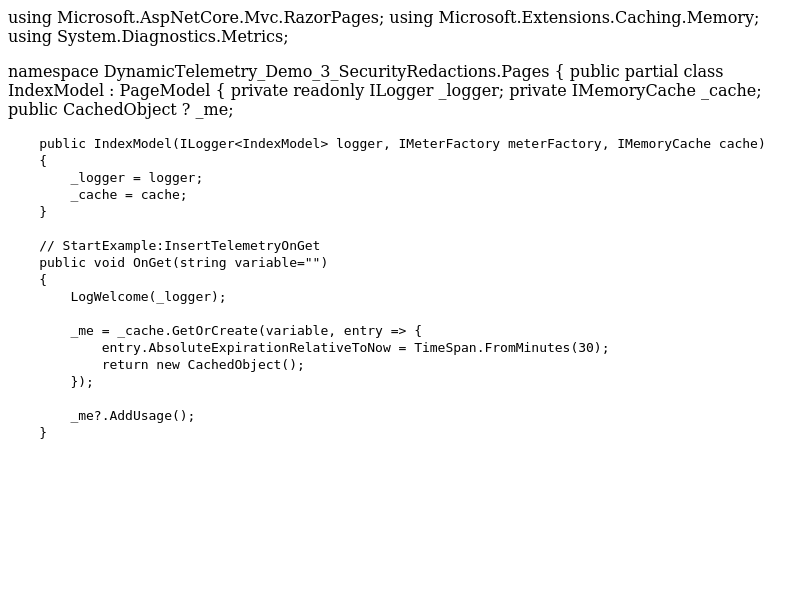 using Microsoft.AspNetCore.Mvc.RazorPages; using Microsoft.Extensions.Caching.Memory;
using System.Diagnostics.Metrics;

namespace DynamicTelemetry_Demo_3_SecurityRedactions.Pages { public partial class
IndexModel : PageModel { private readonly ILogger _logger; private IMemoryCache _cache;
public CachedObject ? _me;

    public IndexModel(ILogger<IndexModel> logger, IMeterFactory meterFactory, IMemoryCache cache)
    {
        _logger = logger;
        _cache = cache;
    }

    // StartExample:InsertTelemetryOnGet
    public void OnGet(string variable="")
    {
        LogWelcome(_logger);

        _me = _cache.GetOrCreate(variable, entry => {
            entry.AbsoluteExpirationRelativeToNow = TimeSpan.FromMinutes(30);
            return new CachedObject();
        });

        _me?.AddUsage();
    }